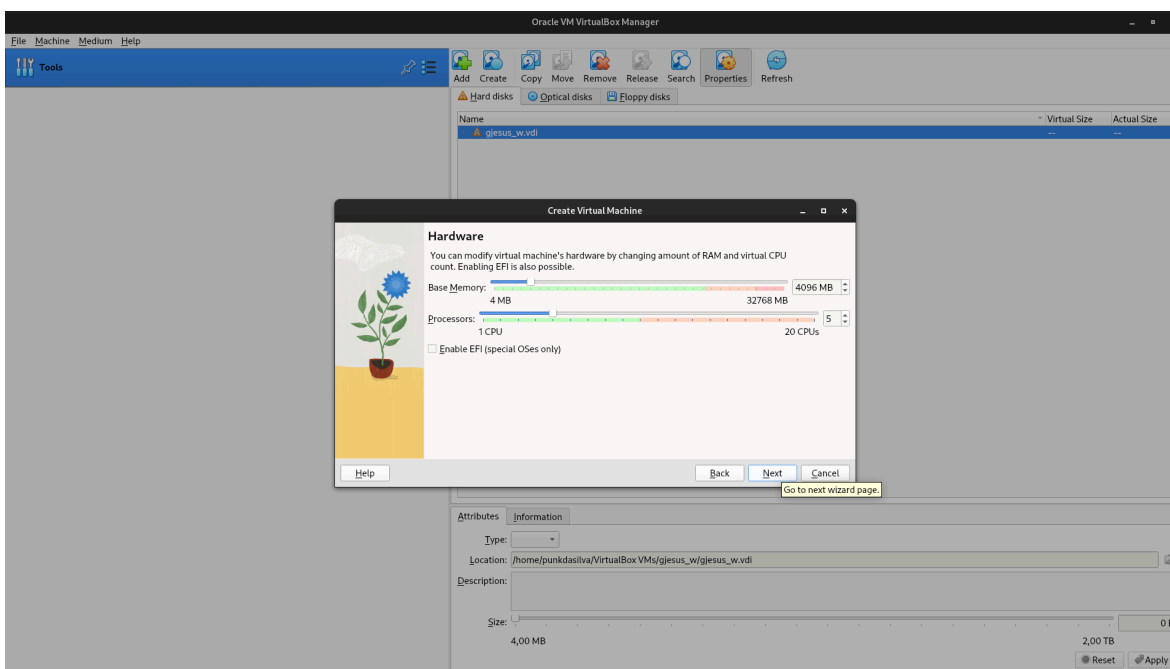 Oracle VM VirtualBox Manager
File Machine Medium Help
Tools
Add Create Copy Move Remove Release Search Properties Refresh
Hard disks Optical disks Floppy disks
Name Virtual Size Actual Size
gjesus_w.vdi -- --
Create Virtual Machine
Hardware
You can modify virtual machine's hardware by changing amount of RAM and virtual CPU
count. Enabling EFI is also possible.
Base Memory: 4096 MB
4 MB 32768 MB
Processors: 5
1 CPU 20 CPUs
Enable EFI (special OSes only)
Help Back Next Cancel
Go to next wizard page.
Attributes Information
Type:
Location: /home/punkdasilva/VirtualBox VMs/gjesus_w/gjesus_w.vdi
Description:
Size: 0
4,00 MB 2,00 TB
Reset Apply